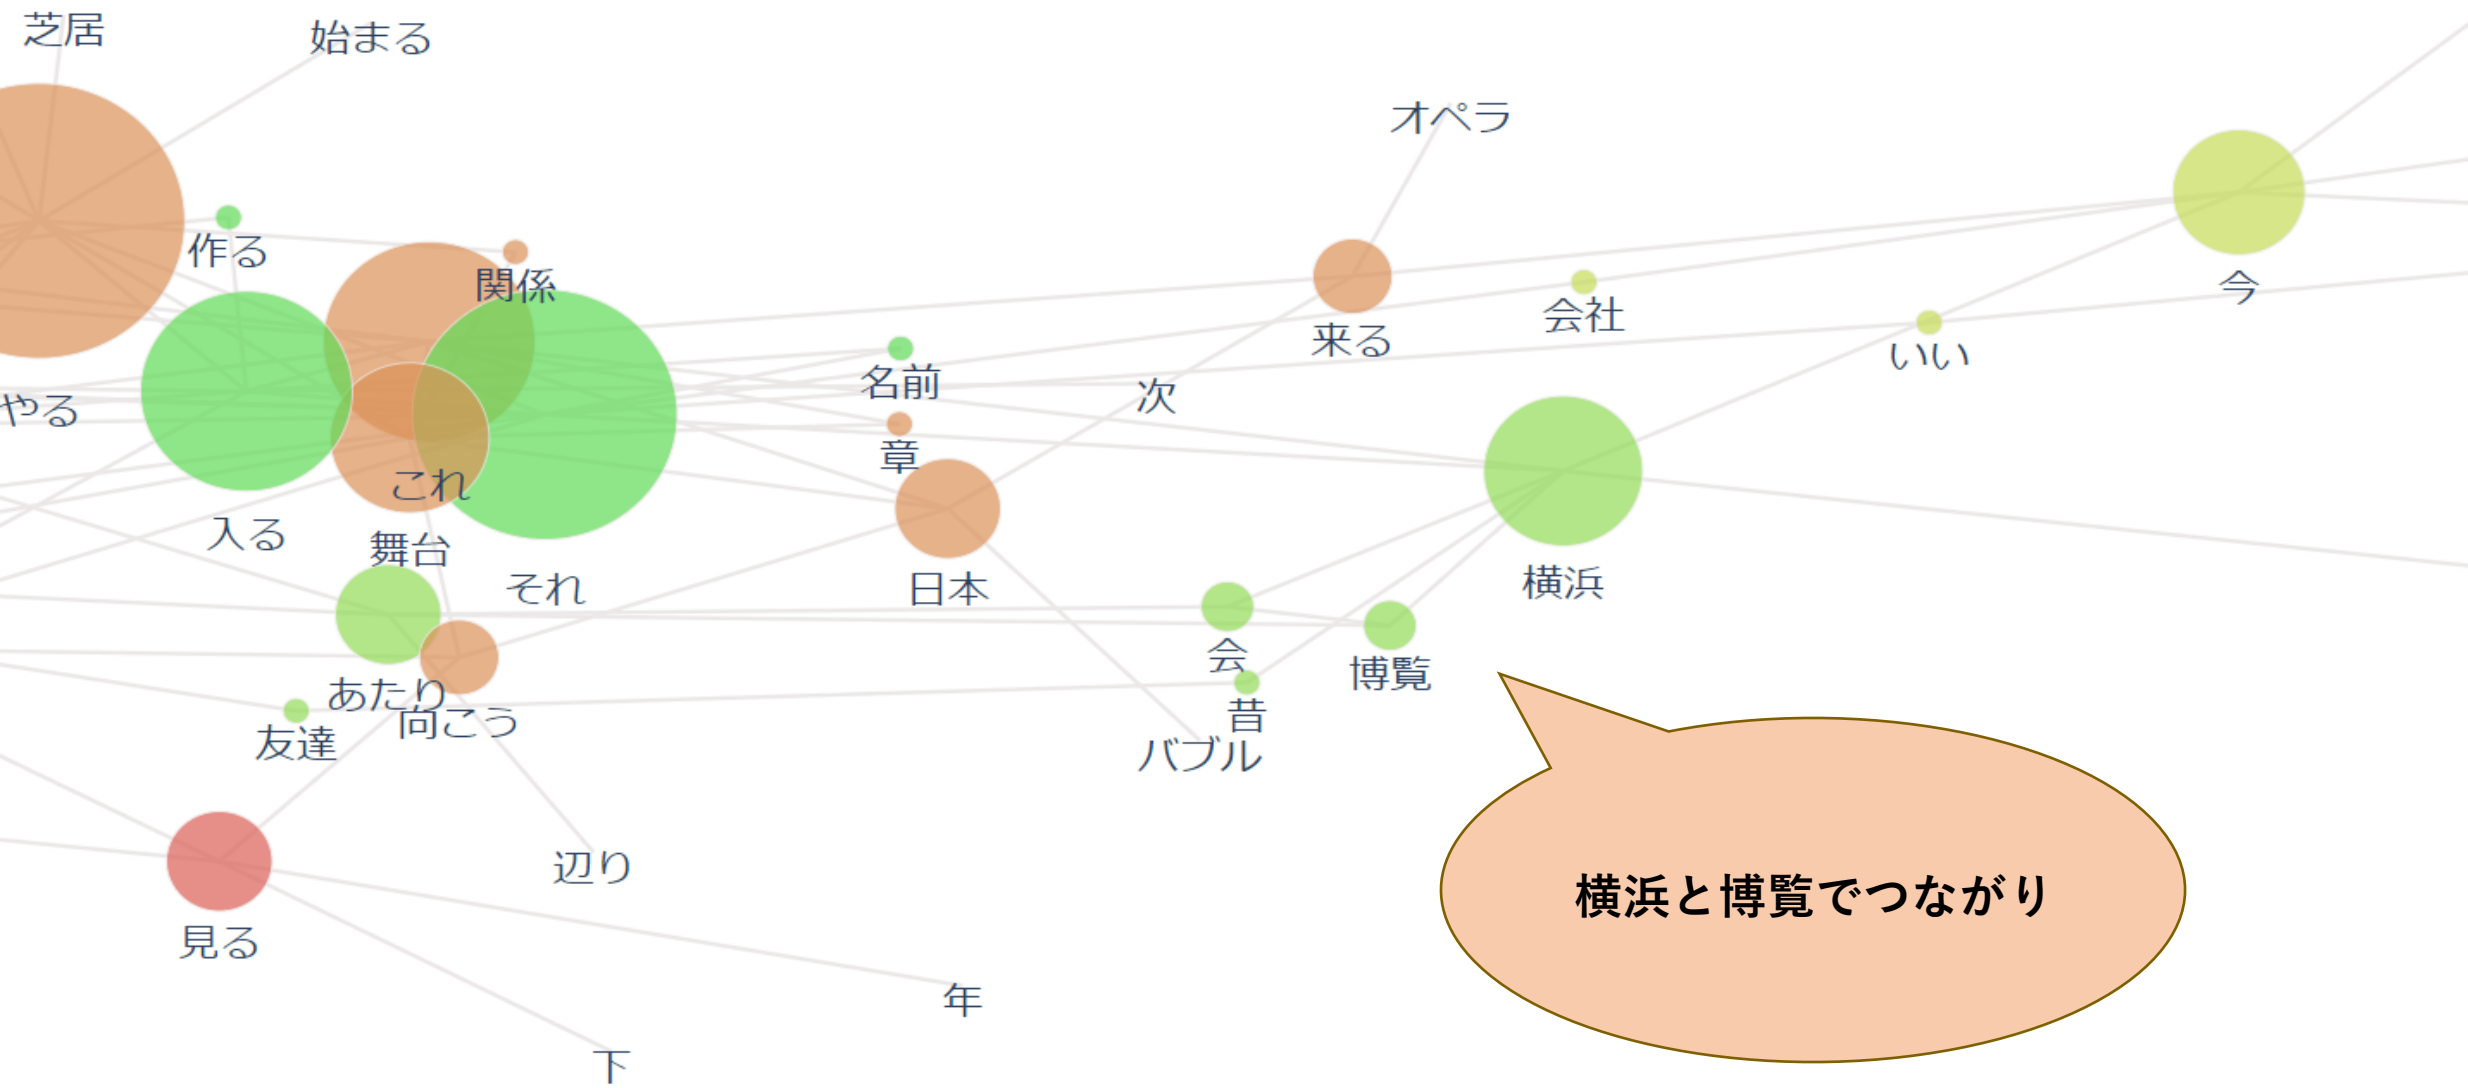 芝居
始まる
オペラ
作る
関係
今
会社
来る
いい
名前
次
やる
章
これ
入る
舞台
それ
日本
横浜
会
博覧
あたり
昔
向こう
友達
バブル
辺り
横浜と博覧でつながり
見る
年
下